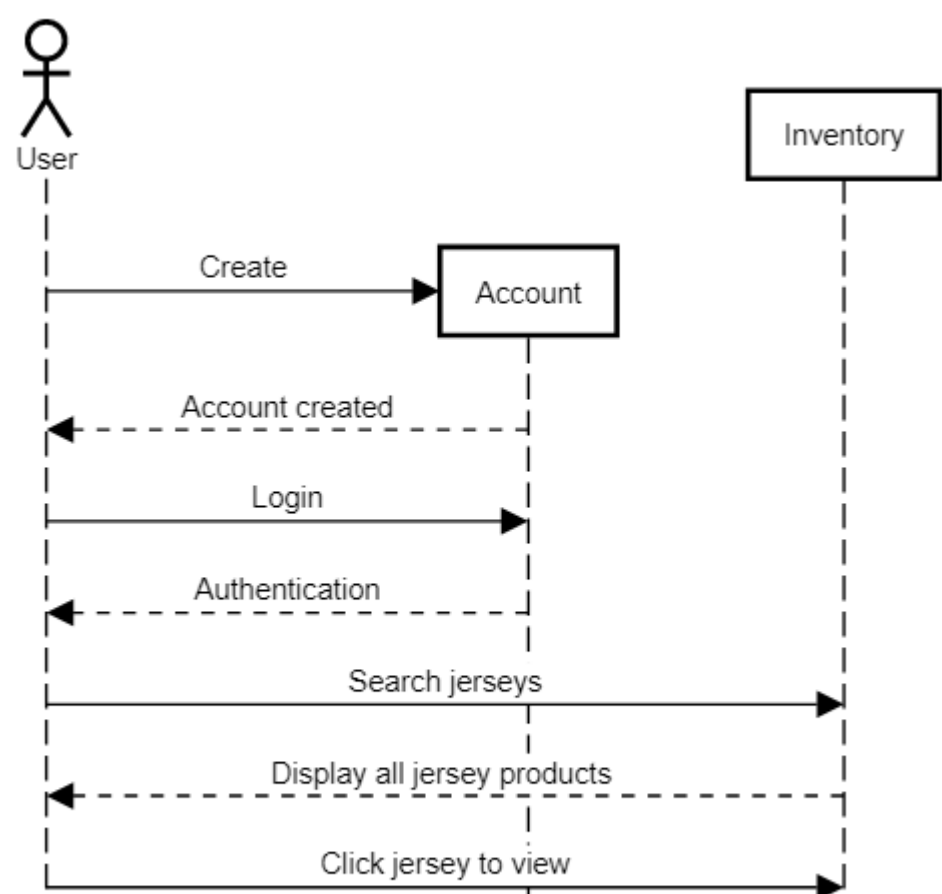 User
Inventory
Create
Account
Account created
Login
Authentication
Search jerseys
Display all jersey products
Click jersey to view